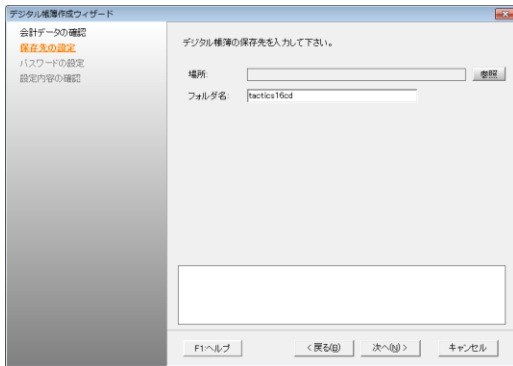 デジタル帳簿作成ウィザード
会計データの確認
保存先の設定
パスワードの設定
設定内容の確認
デジタル帳簿の保存先を入力して下さい。
場所: 参照
フォルダ名: tactics16cd
F1:ヘルプ <戻る(B) 次へ(N)> キャンセル